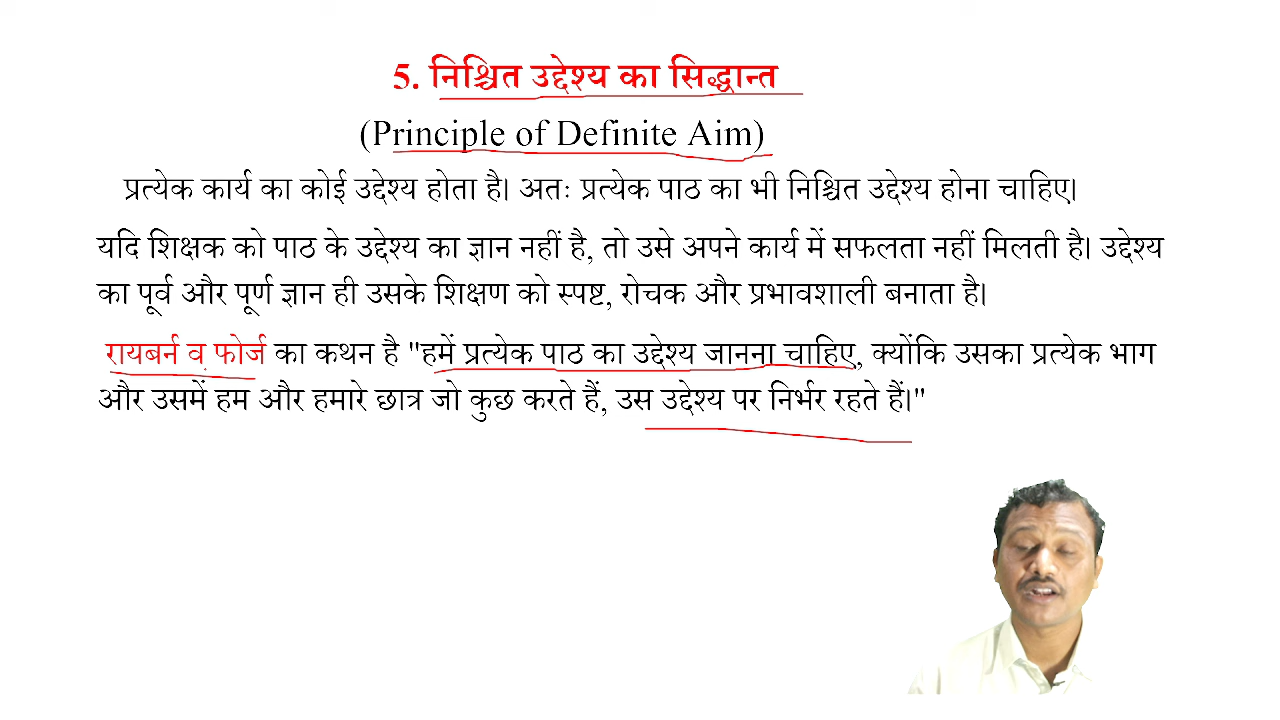 5. निश्चित उद्देश्य का सिद्धान्त
(Principle of Definite Aim)
प्रत्येक कार्य का कोई उद्देश्य होता है। अतः प्रत्येक पाठ का भी निश्चित उद्देश्य होना चाहिए।
यदि शिक्षक को पाठ के उद्देश्य का ज्ञान नहीं है, तो उसे अपने कार्य में सफलता नहीं मिलती है। उद्देश्य
का पूर्व और पूर्ण ज्ञान ही उसके शिक्षण को स्पष्ट, रोचक और प्रभावशाली बनाता है।
रायबर्न व फोर्ज का कथन है "हमें प्रत्येक पाठ का उद्देश्य जानना चाहिए, क्योंकि उसका प्रत्येक भाग
और उसमें हम और हमारे छात्र जो कुछ करते हैं, उस उद्देश्य पर निर्भर रहते हैं।"